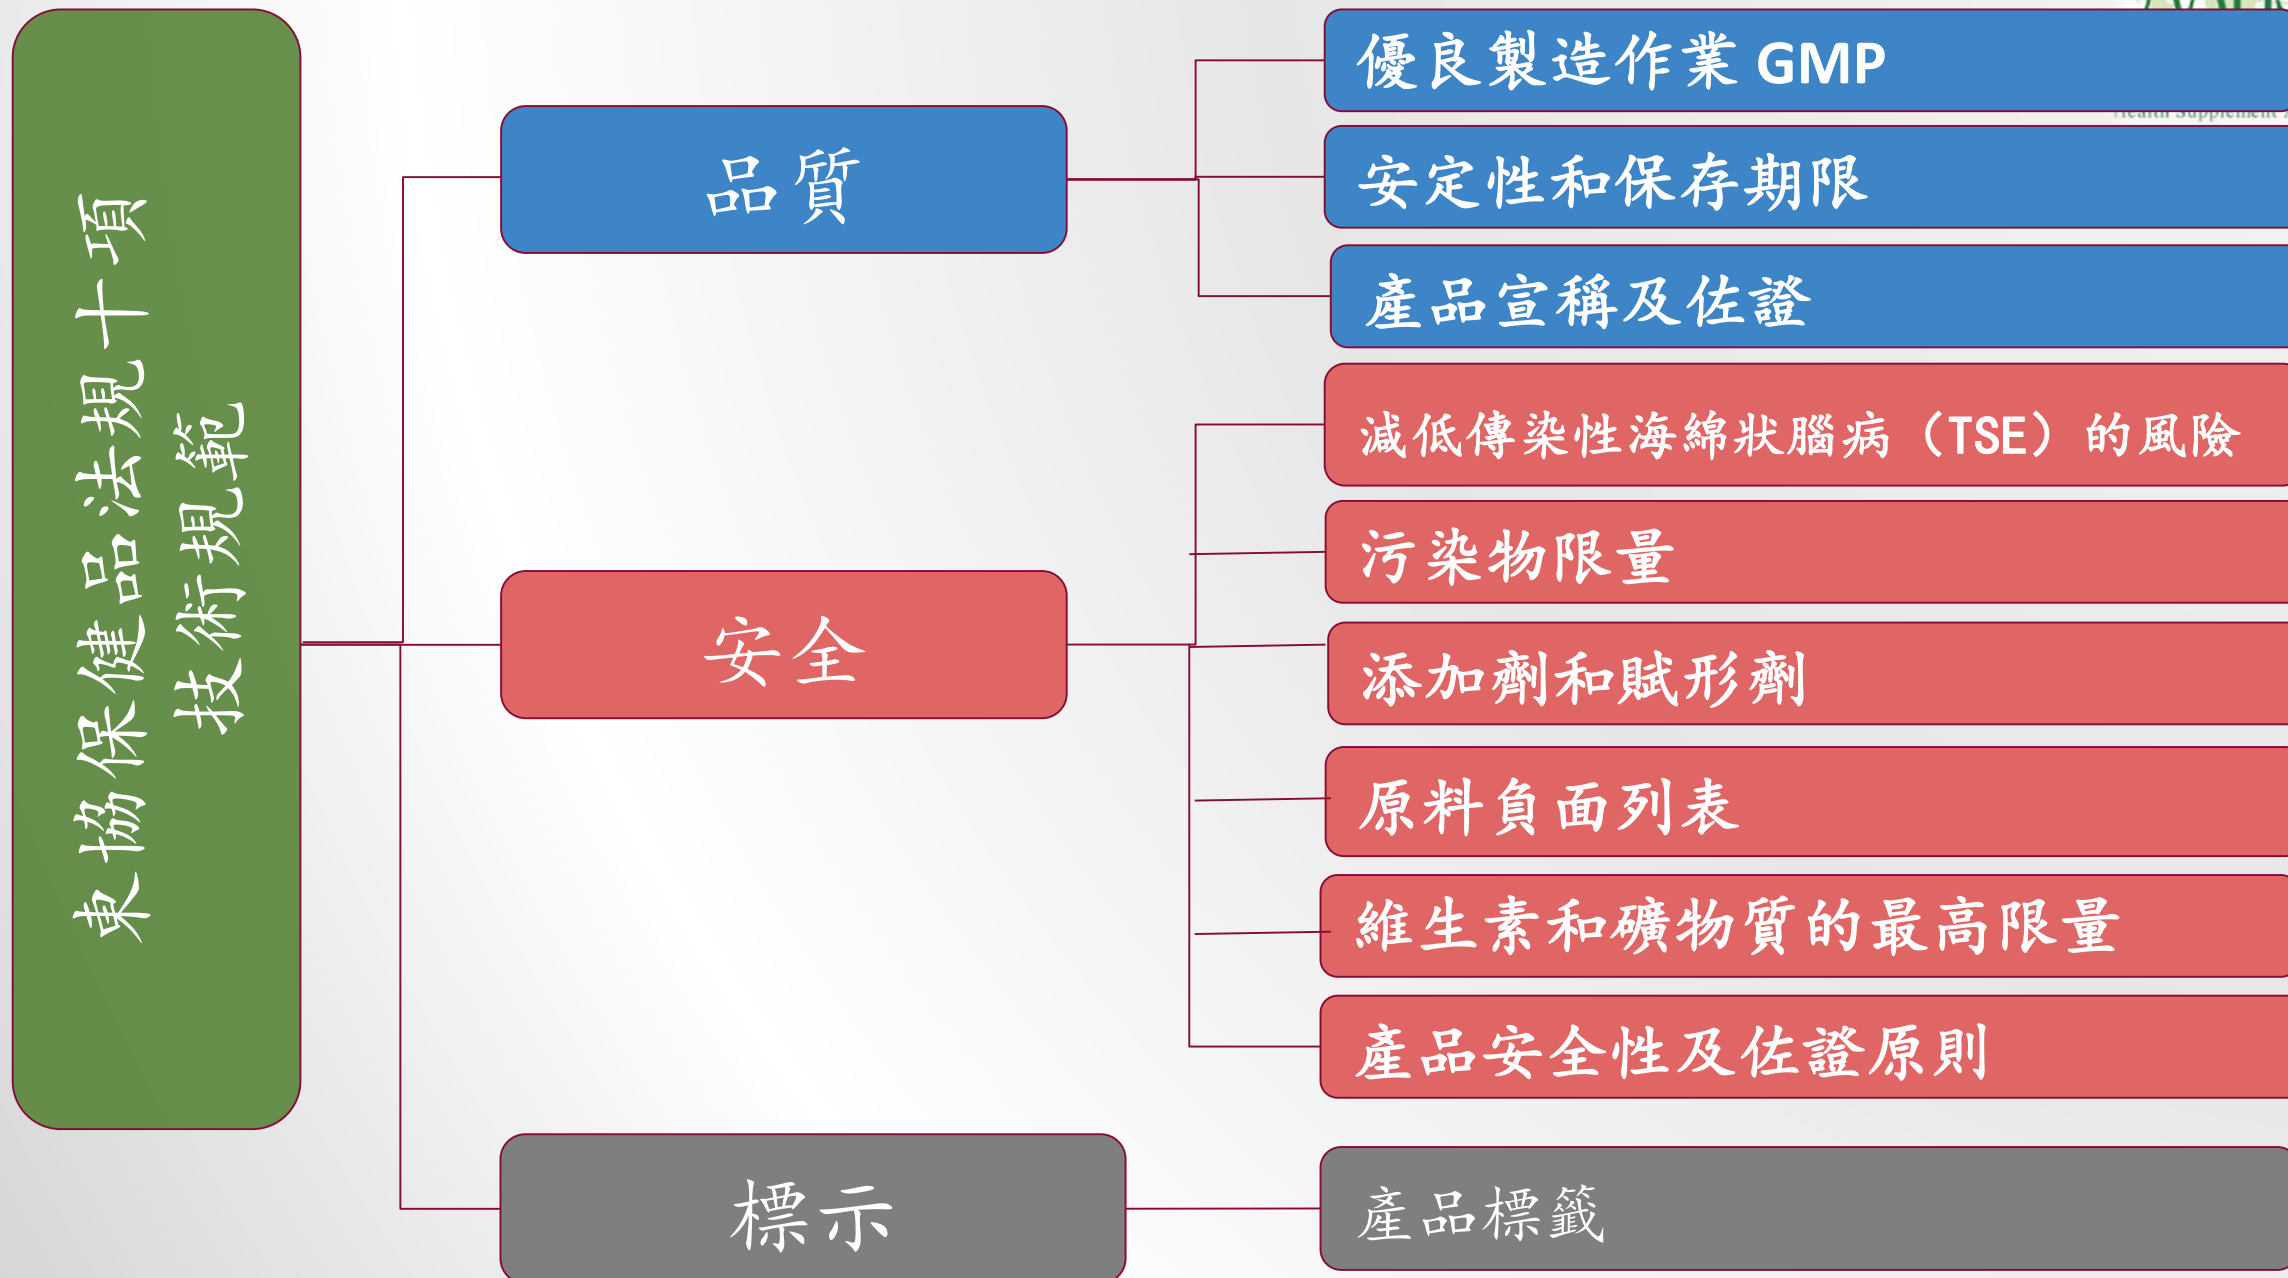 東協保健品法規十項
技術規範
品質
優良製造作業 GMP
安定性和保存期限
產品宣稱及佐證
安全
減低傳染性海綿狀腦病（TSE）的風險
污染物限量
添加劑和賦形劑
原料負面列表
維生素和礦物質的最高限量
產品安全性及佐證原則
標示
產品標籤
Health Supplement